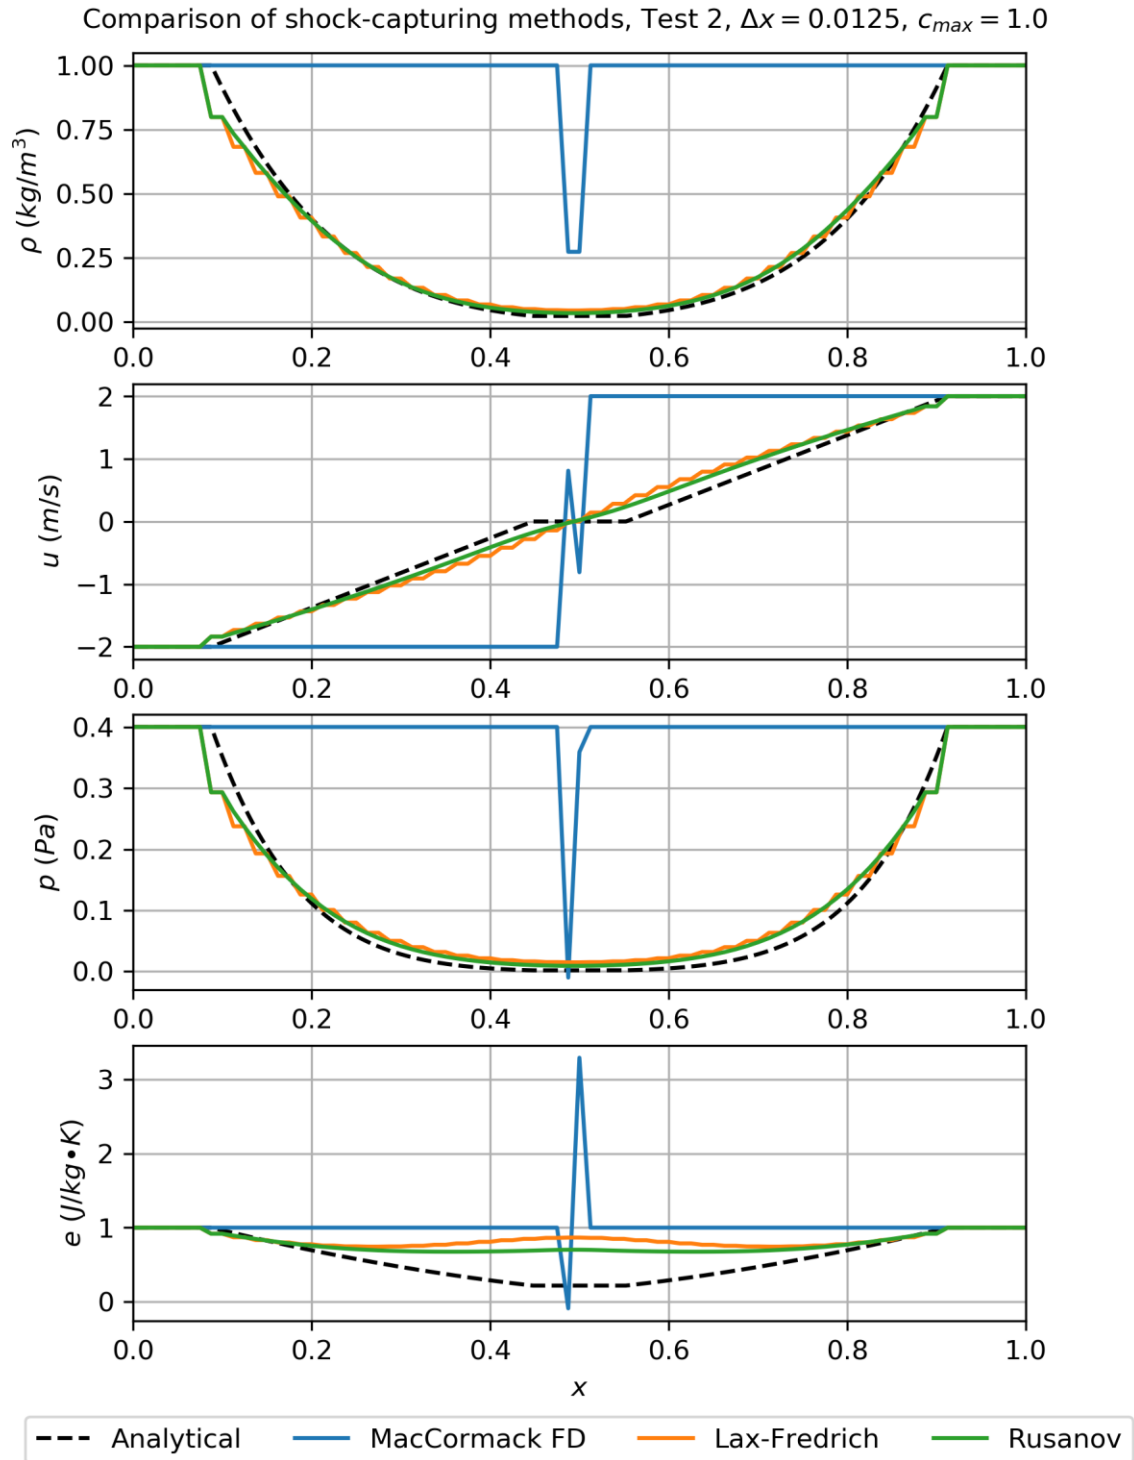 Comparison of shock-capturing methods, Test 2, Δx = 0.0125, c_max = 1.0
1.00
0.75
0.50
0.25
0.00
ρ (kg/m³)
0.0 0.2 0.4 0.6 0.8 1.0
2
1
0
−1
−2
u (m/s)
0.0 0.2 0.4 0.6 0.8 1.0
0.4
0.3
0.2
0.1
0.0
p (Pa)
0.0 0.2 0.4 0.6 0.8 1.0
3
2
1
0
e (J/kg•K)
0.0 0.2 0.4 0.6 0.8 1.0
x
Analytical MacCormack FD Lax-Fredrich Rusanov